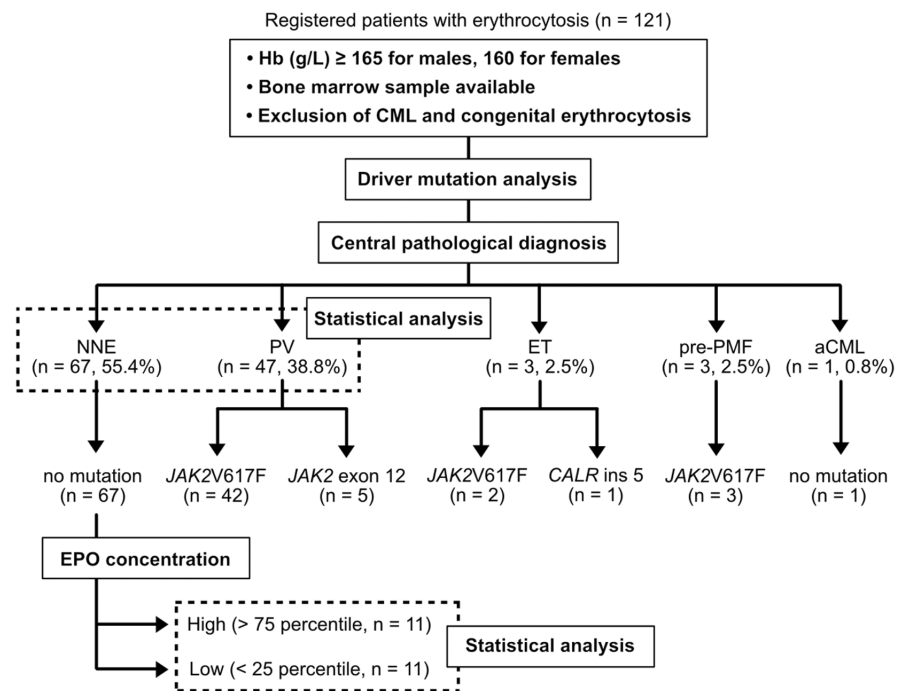 Registered patients with erythrocytosis (n = 121)
• Hb (g/L) ≥ 165 for males, 160 for females
• Bone marrow sample available
• Exclusion of CML and congenital erythrocytosis
Driver mutation analysis
Central pathological diagnosis
Statistical analysis
NNE
(n = 67, 55.4%)
PV
(n = 47, 38.8%)
ET
(n = 3, 2.5%)
pre-PMF
(n = 3, 2.5%)
aCML
(n = 1, 0.8%)
no mutation
(n = 67)
JAK2V617F
(n = 42)
JAK2 exon 12
(n = 5)
JAK2V617F
(n = 2)
CALR ins 5
(n = 1)
JAK2V617F
(n = 3)
no mutation
(n = 1)
EPO concentration
High (> 75 percentile, n = 11)
Low (< 25 percentile, n = 11)
Statistical analysis